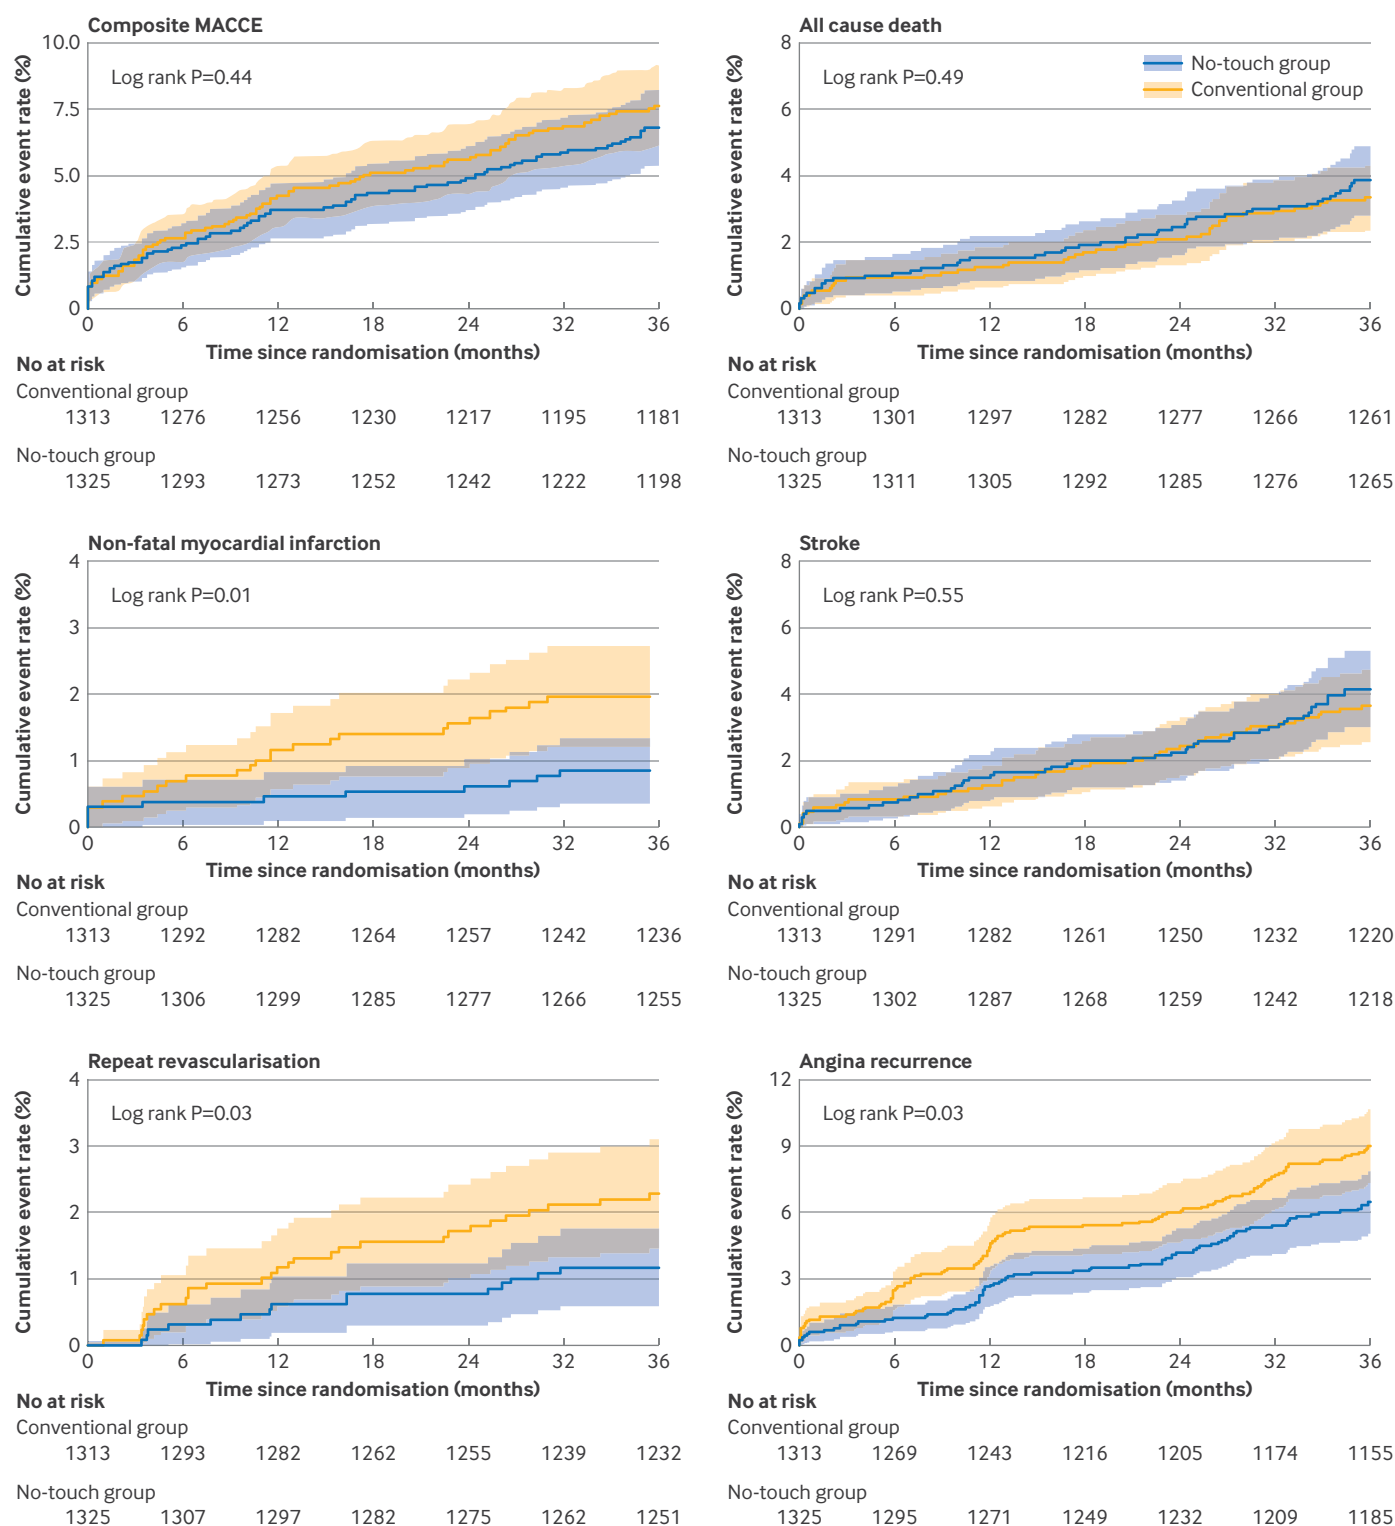 Composite MACCE
Cumulative event rate (%)
10.0
7.5
5.0
2.5
0
Log rank P=0.44
0 6 12 18 24 32 36
Time since randomisation (months)
No at risk
Conventional group
1313 1276 1256 1230 1217 1195 1181
No-touch group
1325 1293 1273 1252 1242 1222 1198
All cause death
Cumulative event rate (%)
8
6
4
2
0
Log rank P=0.49
No-touch group
Conventional group
0 6 12 18 24 32 36
Time since randomisation (months)
No at risk
Conventional group
1313 1301 1297 1282 1277 1266 1261
No-touch group
1325 1311 1305 1292 1285 1276 1265
Non-fatal myocardial infarction
Cumulative event rate (%)
4
3
2
1
0
Log rank P=0.01
0 6 12 18 24 32 36
Time since randomisation (months)
No at risk
Conventional group
1313 1292 1282 1264 1257 1242 1236
No-touch group
1325 1306 1299 1285 1277 1266 1255
Stroke
Cumulative event rate (%)
8
6
4
2
0
Log rank P=0.55
0 6 12 18 24 32 36
Time since randomisation (months)
No at risk
Conventional group
1313 1291 1282 1261 1250 1232 1220
No-touch group
1325 1302 1287 1268 1259 1242 1218
Repeat revascularisation
Cumulative event rate (%)
4
3
2
1
0
Log rank P=0.03
0 6 12 18 24 32 36
Time since randomisation (months)
No at risk
Conventional group
1313 1293 1282 1262 1255 1239 1232
No-touch group
1325 1307 1297 1282 1275 1262 1251
Angina recurrence
Cumulative event rate (%)
12
9
6
3
0
Log rank P=0.03
0 6 12 18 24 32 36
Time since randomisation (months)
No at risk
Conventional group
1313 1269 1243 1216 1205 1174 1155
No-touch group
1325 1295 1271 1249 1232 1209 1185